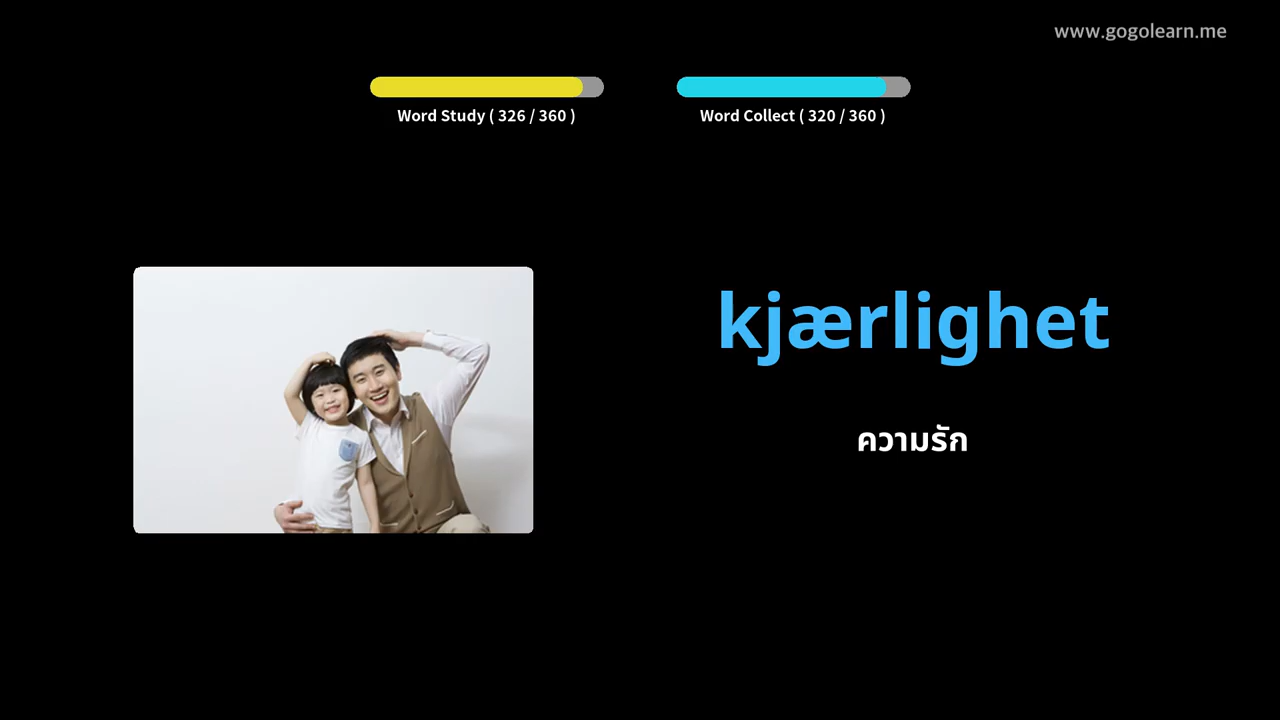 www.gogolearn.me
Word Study ( 326 / 360 )
Word Collect ( 320 / 360 )
kjærlighet
ความรัก